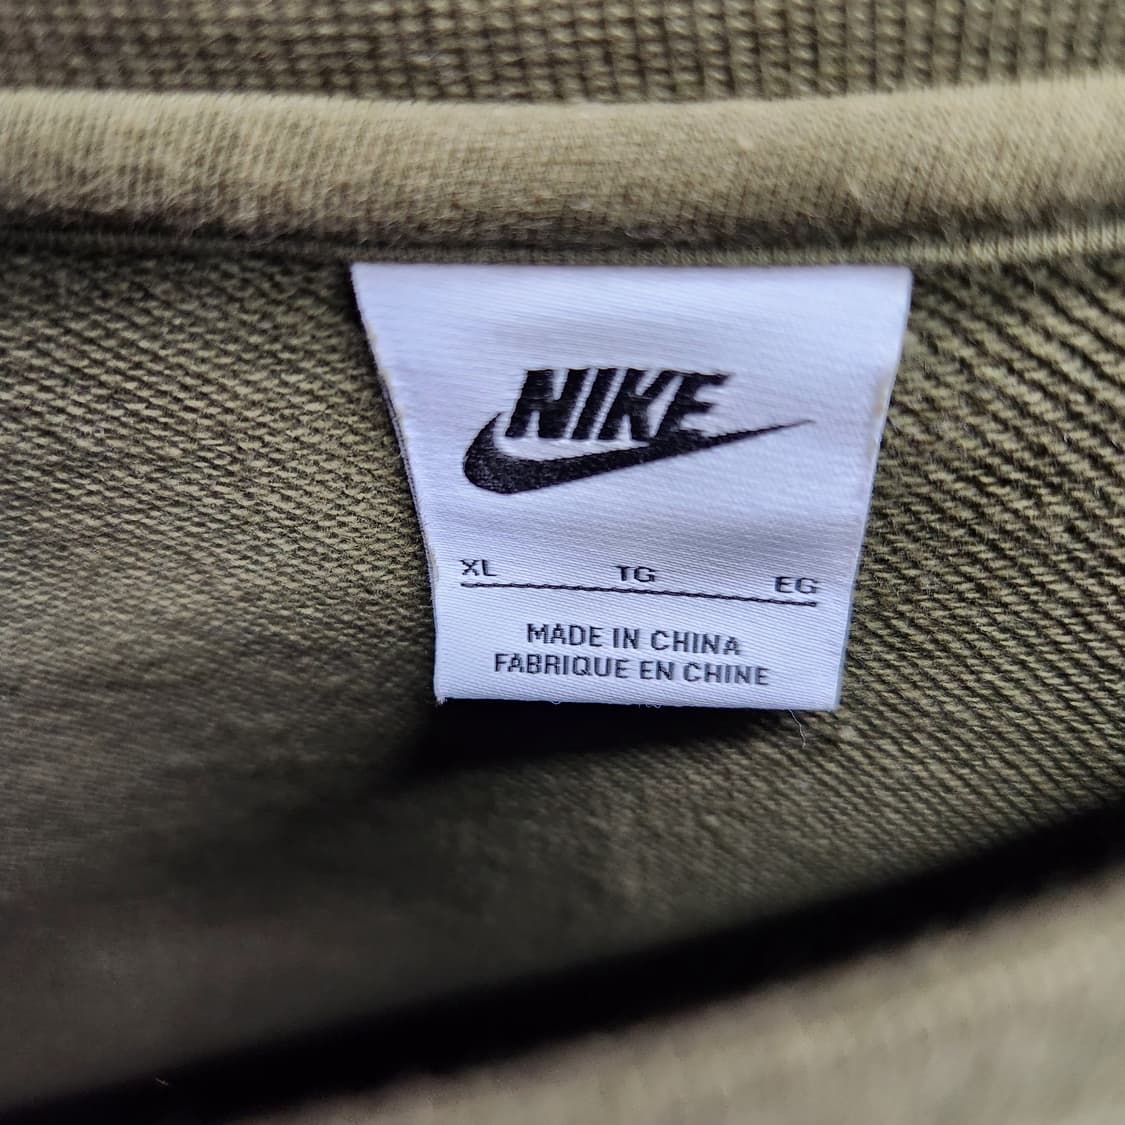 NIKE
XL TG EG
MADE IN CHINA
FABRIQUE EN CHINE